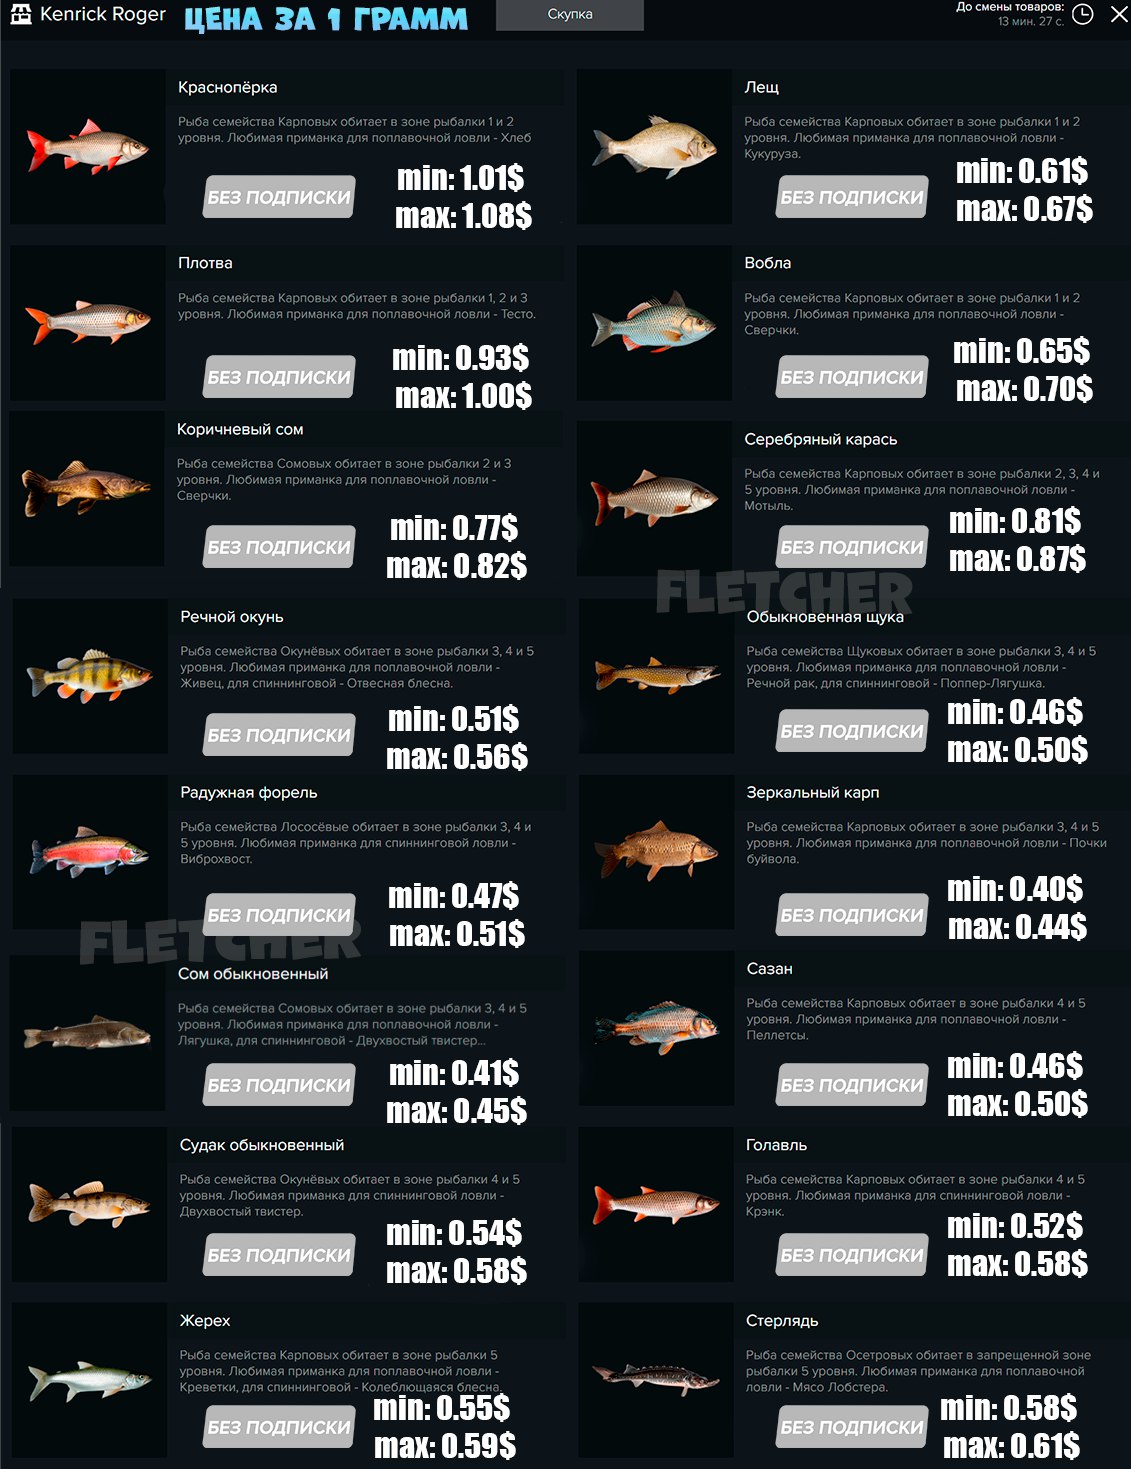 Kenrick Roger
ЦЕНА ЗА 1 ГРАММ
Скупка
До смены товаров:
13 мин. 27 с.
Краснопёрка
Рыба семейства Карповых обитает в зоне рыбалки 1 и 2
уровня. Любимая приманка для поплавочной ловли - Хлеб
БЕЗ ПОДПИСКИ
min: 1.01$
max: 1.08$
Лещ
Рыба семейства Карповых обитает в зоне рыбалки 1 и 2
уровня. Любимая приманка для поплавочной ловли -
Кукуруза.
БЕЗ ПОДПИСКИ
min: 0.61$
max: 0.67$
Плотва
Рыба семейства Карповых обитает в зоне рыбалки 1, 2 и 3
уровня. Любимая приманка для поплавочной ловли - Тесто.
БЕЗ ПОДПИСКИ
min: 0.93$
max: 1.00$
Вобла
Рыба семейства Карповых обитает в зоне рыбалки 1 и 2
уровня. Любимая приманка для поплавочной ловли -
Сверчки.
БЕЗ ПОДПИСКИ
min: 0.65$
max: 0.70$
Коричневый сом
Рыба семейства Сомовых обитает в зоне рыбалки 2 и 3
уровня. Любимая приманка для поплавочной ловли -
Сверчки.
БЕЗ ПОДПИСКИ
min: 0.77$
max: 0.82$
Серебряный карась
Рыба семейства Карповых обитает в зоне рыбалки 2, 3, 4 и
5 уровня. Любимая приманка для поплавочной ловли -
Мотыль.
БЕЗ ПОДПИСКИ
min: 0.81$
max: 0.87$
FLETCHER
Речной окунь
Рыба семейства Окунёвых обитает в зоне рыбалки 3, 4 и 5
уровня. Любимая приманка для поплавочной ловли -
Живец, для спиннинговой - Отвесная блесна.
БЕЗ ПОДПИСКИ
min: 0.51$
max: 0.56$
Обыкновенная щука
Рыба семейства Щуковых обитает в зоне рыбалки 3, 4 и 5
уровня. Любимая приманка для поплавочной ловли -
Речной рак, для спиннинговой - Поппер-Лягушка.
БЕЗ ПОДПИСКИ
min: 0.46$
max: 0.50$
Радужная форель
Рыба семейства Лососёвые обитает в зоне рыбалки 3, 4 и
5 уровня. Любимая приманка для спиннинговой ловли -
Виброхвост.
БЕЗ ПОДПИСКИ
min: 0.47$
max: 0.51$
Зеркальный карп
Рыба семейства Карповых обитает в зоне рыбалки 3, 4 и 5
уровня. Любимая приманка для поплавочной ловли - Почки
буйвола.
БЕЗ ПОДПИСКИ
min: 0.40$
max: 0.44$
FLETCHER
Сом обыкновенный
Рыба семейства Сомовых обитает в зоне рыбалки 3, 4 и 5
уровня. Любимая приманка для поплавочной ловли -
Лягушка, для спиннинговой - Двухвостый твистер...
БЕЗ ПОДПИСКИ
min: 0.41$
max: 0.45$
Сазан
Рыба семейства Карповых обитает в зоне рыбалки 4 и 5
уровня. Любимая приманка для поплавочной ловли -
Пеллетсы.
БЕЗ ПОДПИСКИ
min: 0.46$
max: 0.50$
Судак обыкновенный
Рыба семейства Окунёвых обитает в зоне рыбалки 4 и 5
уровня. Любимая приманка для спиннинговой ловли -
Двухвостый твистер.
БЕЗ ПОДПИСКИ
min: 0.54$
max: 0.58$
Голавль
Рыба семейства Карповых обитает в зоне рыбалки 4 и 5
уровня. Любимая приманка для спиннинговой ловли -
Крэнк.
БЕЗ ПОДПИСКИ
min: 0.52$
max: 0.58$
Жерех
Рыба семейства Карповых обитает в зоне рыбалки 5
уровня. Любимая приманка для поплавочной ловли -
Креветки, для спиннинговой - Колеблющаяся блесна.
БЕЗ ПОДПИСКИ
min: 0.55$
max: 0.59$
Стерлядь
Рыба семейства Осетровых обитает в запрещенной зоне
рыбалки 5 уровня. Любимая приманка для поплавочной
ловли - Мясо Лобстера.
БЕЗ ПОДПИСКИ
min: 0.58$
max: 0.61$